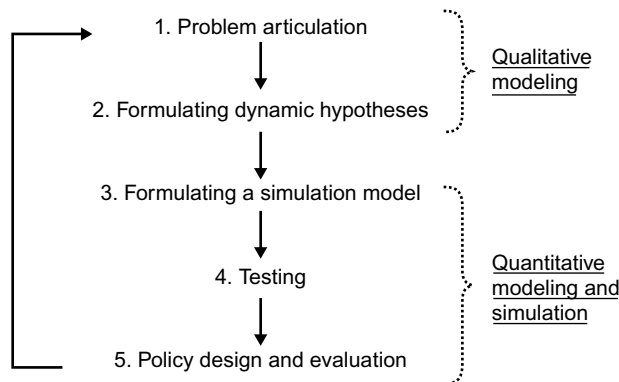 1. Problem articulation
Qualitative
modeling
2. Formulating dynamic hypotheses
3. Formulating a simulation model
4. Testing
Quantitative
modeling and
simulation
5. Policy design and evaluation